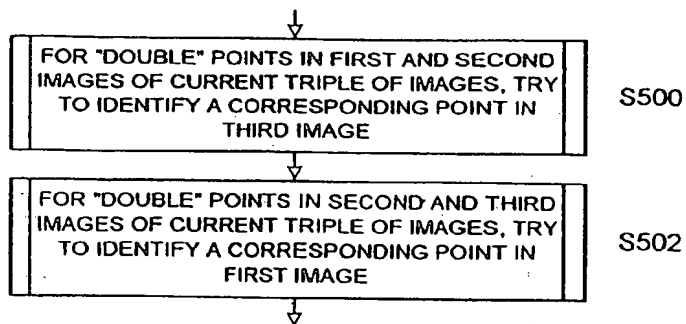 FOR "DOUBLE" POINTS IN FIRST AND SECOND
IMAGES OF CURRENT TRIPLE OF IMAGES, TRY
TO IDENTIFY A CORRESPONDING POINT IN
THIRD IMAGE
S500
FOR "DOUBLE" POINTS IN SECOND AND THIRD
IMAGES OF CURRENT TRIPLE OF IMAGES, TRY
TO IDENTIFY A CORRESPONDING POINT IN
FIRST IMAGE
S502